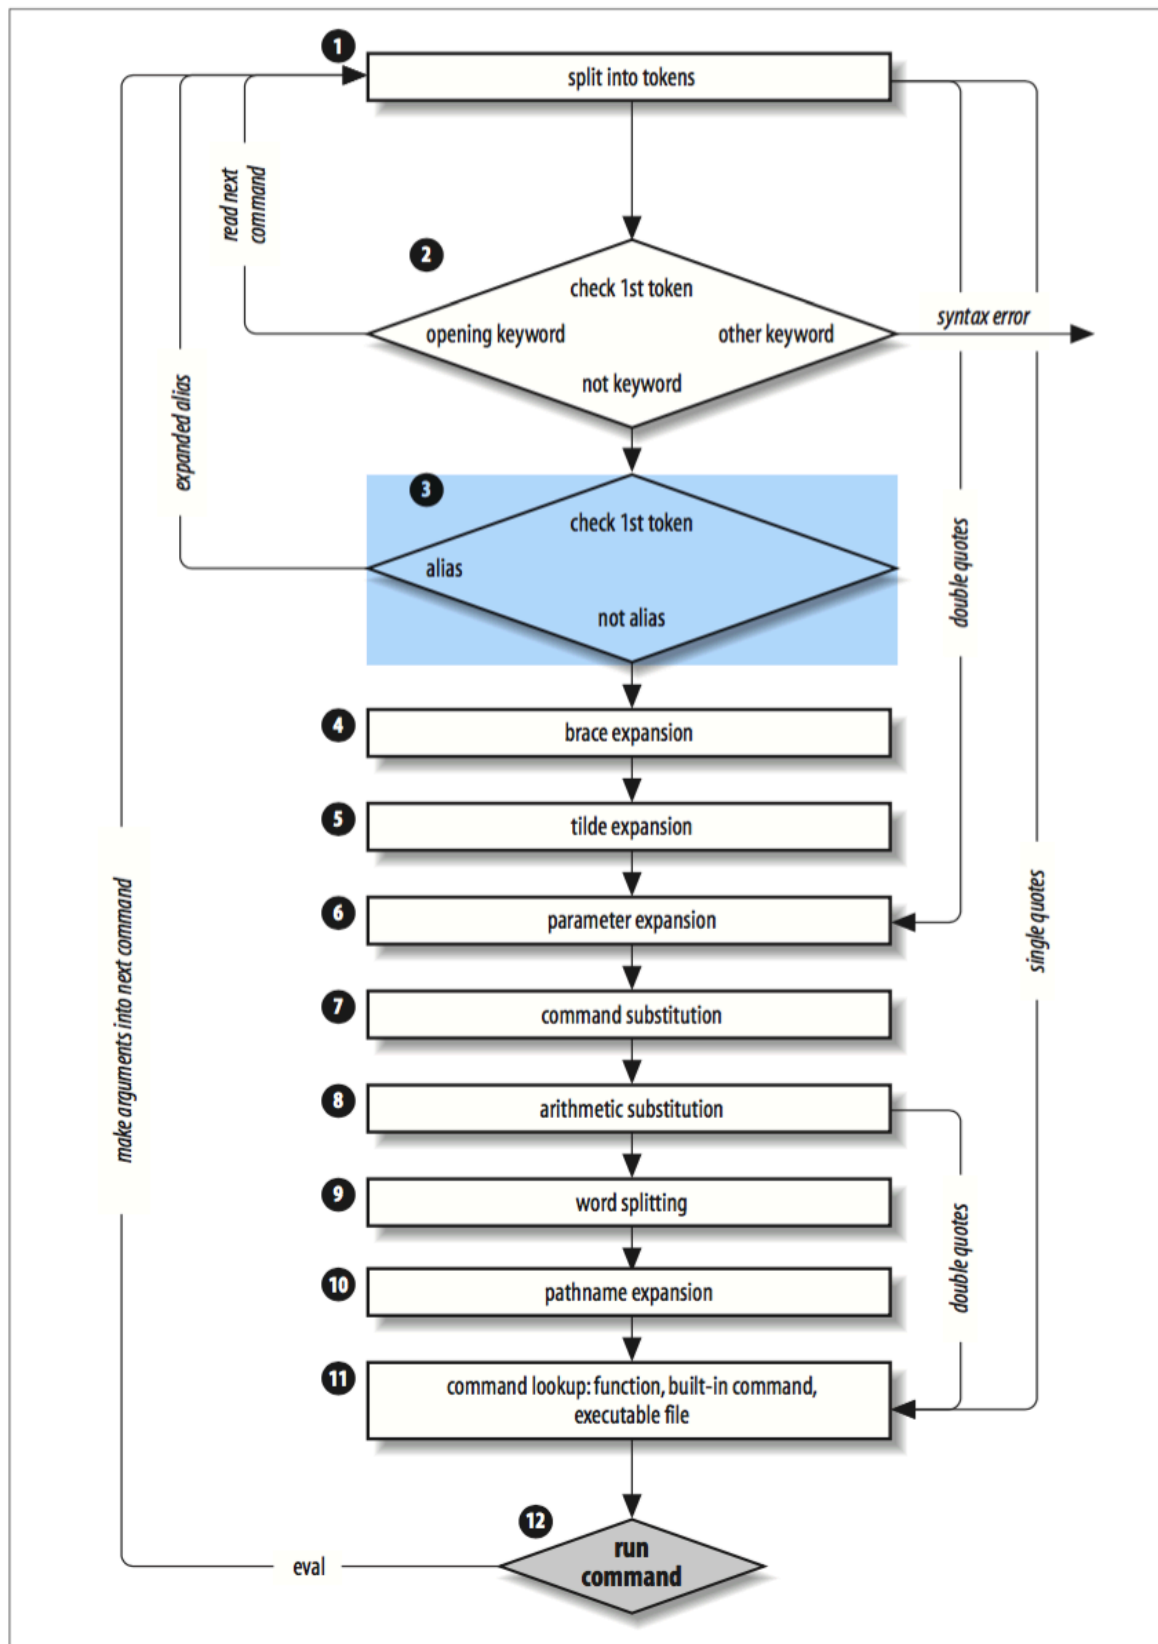 1
split into tokens
read next
command
2
check 1st token
opening keyword
other keyword
not keyword
syntax error
expanded alias
3
check 1st token
alias
not alias
double quotes
4
brace expansion
5
tilde expansion
6
parameter expansion
single quotes
make arguments into next command
7
command substitution
8
arithmetic substitution
9
word splitting
double quotes
10
pathname expansion
11
command lookup: function, built-in command,
executable file
12
run
command
eval